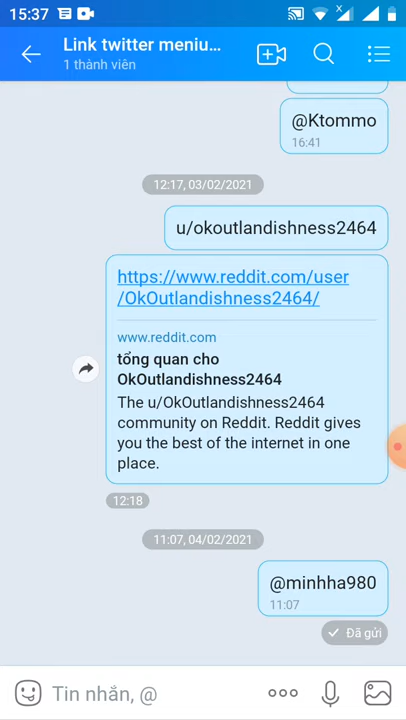 15:37
Link twitter meniu...
1 thành viên
@Ktommo
16:41
12:17, 03/02/2021
u/okoutlandishness2464
https://www.reddit.com/user
/OkOutlandishness2464/
www.reddit.com
tổng quan cho
OkOutlandishness2464
The u/OkOutlandishness2464
community on Reddit. Reddit gives
you the best of the internet in one
place.
12:18
11:07, 04/02/2021
@minhha980
11:07
Đã gửi
Tin nhắn, @